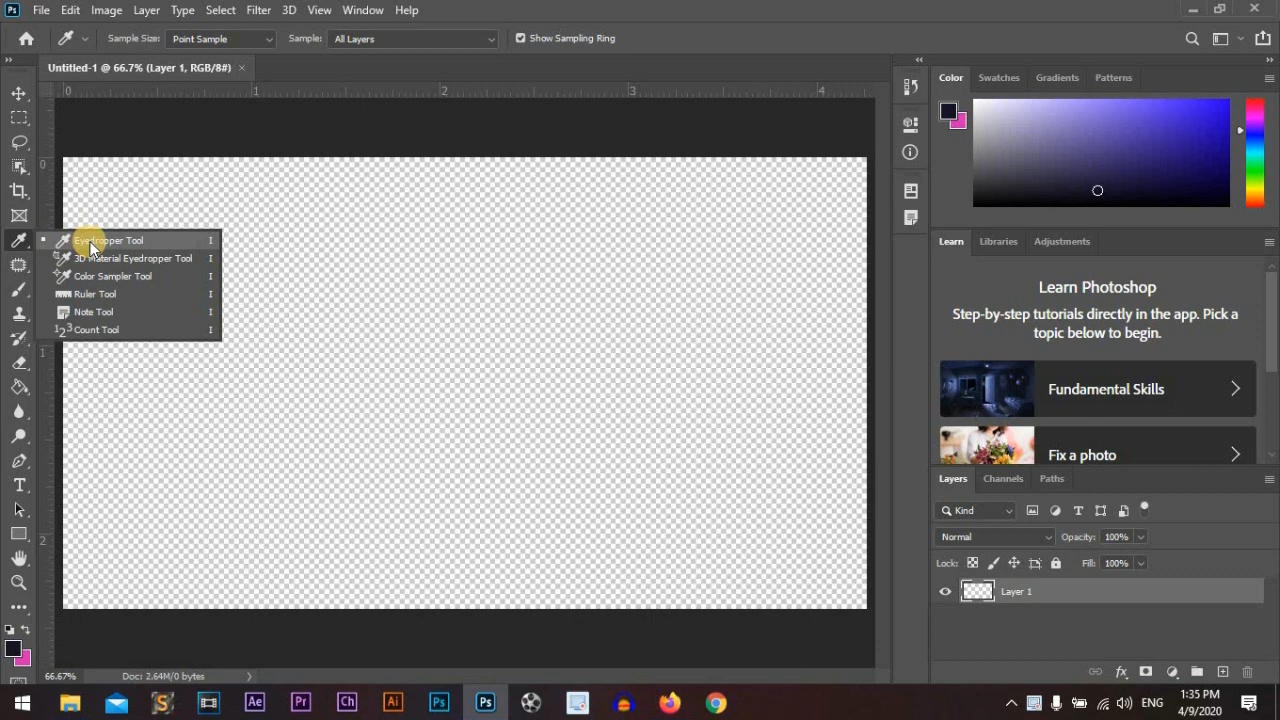 Ps File Edit Image Layer Type Select Filter 3D View Window Help
Sample Size: Point Sample Sample: All Layers Show Sampling Ring
Untitled-1 @ 66.7% (Layer 1, RGB/8#) ×
0 1 2 3 4
0
1
2
Eyedropper Tool I
3D Material Eyedropper Tool I
Color Sampler Tool I
Ruler Tool I
Note Tool I
Count Tool I
T
66.67% Doc: 2.64M/0 bytes
Color Swatches Gradients Patterns
Learn Libraries Adjustments
Learn Photoshop
Step-by-step tutorials directly in the app. Pick a
topic below to begin.
Fundamental Skills
Fix a photo
Layers Channels Paths
Kind T
Normal Opacity: 100%
Lock: Fill: 100%
Layer 1
fx
S Ae Pr Ch Ai Ps Ps
ENG
1:35 PM
4/9/2020